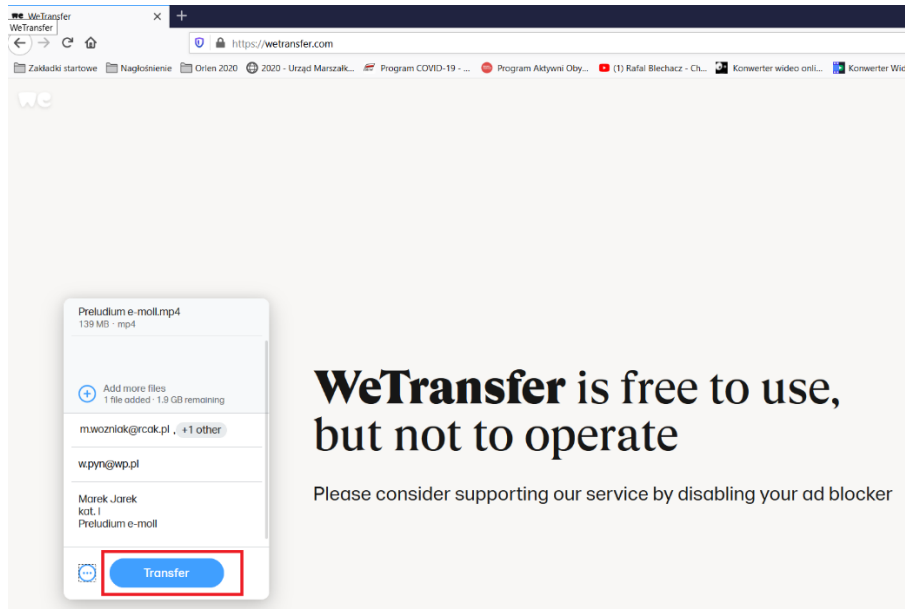 we WeTransfer
WeTransfer
https://wetransfer.com
Zakładki startowe Nagłośnienie Orlen 2020 2020 - Urząd Marszałk... Program COVID-19 - ... Program Aktywni Oby... (1) Rafal Blechacz - Ch... Konwerter wideo onli... Konwerter Wid
we
Preludium e-moll.mp4
139 MB · mp4
Add more files
1 file added · 1.9 GB remaining
m.wozniak@rcak.pl , +1 other
w.pyn@wp.pl
Marek Jarek
kat. I
Preludium e-moll
Transfer
WeTransfer is free to use,
but not to operate
Please consider supporting our service by disabling your ad blocker